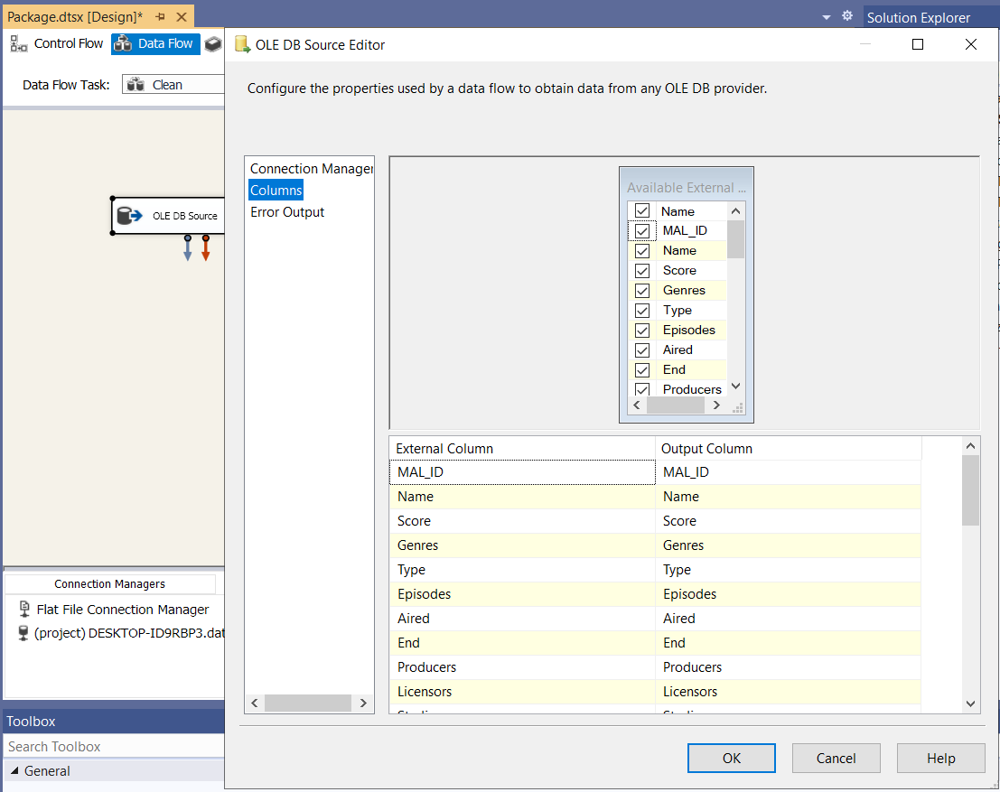 Package.dtsx [Design]*
Solution Explorer
Control Flow
Data Flow
OLE DB Source Editor
Data Flow Task:
Clean
Configure the properties used by a data flow to obtain data from any OLE DB provider.
Connection Manager
Columns
Error Output
Available External ...
Name
MAL_ID
Name
Score
Genres
Type
Episodes
Aired
End
Producers
OLE DB Source
External Column Output Column
MAL_ID MAL_ID
Name Name
Score Score
Genres Genres
Type Type
Episodes Episodes
Aired Aired
End End
Producers Producers
Licensors Licensors
Connection Managers
Flat File Connection Manager
(project) DESKTOP-ID9RBP3.dat
Toolbox
Search Toolbox
General
OK
Cancel
Help